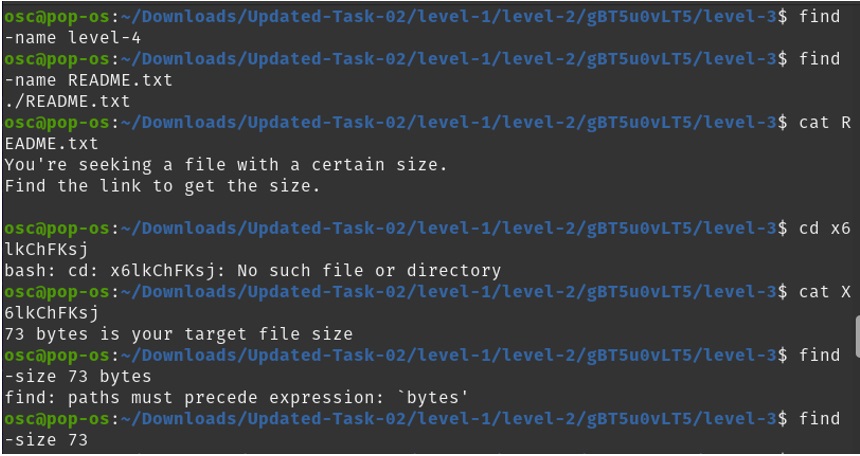 osc@pop-os:~/Downloads/Updated-Task-02/level-1/level-2/gBT5u0vLT5/level-3$ find
-name level-4
osc@pop-os:~/Downloads/Updated-Task-02/level-1/level-2/gBT5u0vLT5/level-3$ find
-name README.txt
./README.txt
osc@pop-os:~/Downloads/Updated-Task-02/level-1/level-2/gBT5u0vLT5/level-3$ cat R
EADME.txt
You're seeking a file with a certain size.
Find the link to get the size.
osc@pop-os:~/Downloads/Updated-Task-02/level-1/level-2/gBT5u0vLT5/level-3$ cd x6
lkChFKsj
bash: cd: x6lkChFKsj: No such file or directory
osc@pop-os:~/Downloads/Updated-Task-02/level-1/level-2/gBT5u0vLT5/level-3$ cat X
6lkChFKsj
73 bytes is your target file size
osc@pop-os:~/Downloads/Updated-Task-02/level-1/level-2/gBT5u0vLT5/level-3$ find
-size 73 bytes
find: paths must precede expression: `bytes'
osc@pop-os:~/Downloads/Updated-Task-02/level-1/level-2/gBT5u0vLT5/level-3$ find
-size 73